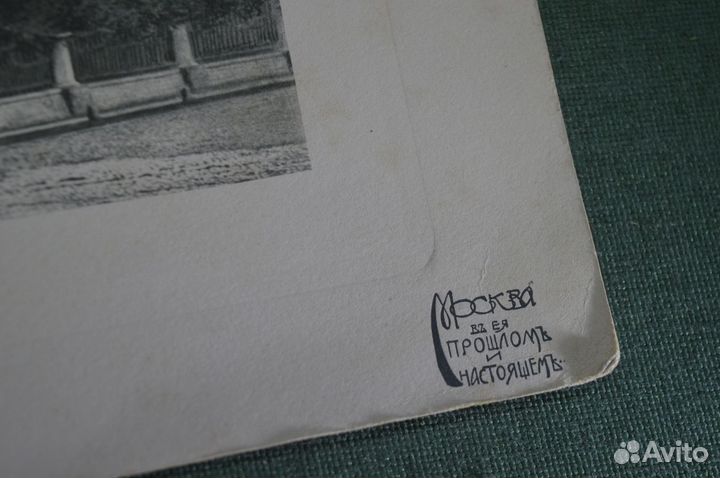 Москва
въ ея
прошломъ
и
настоящемъ..
Avito